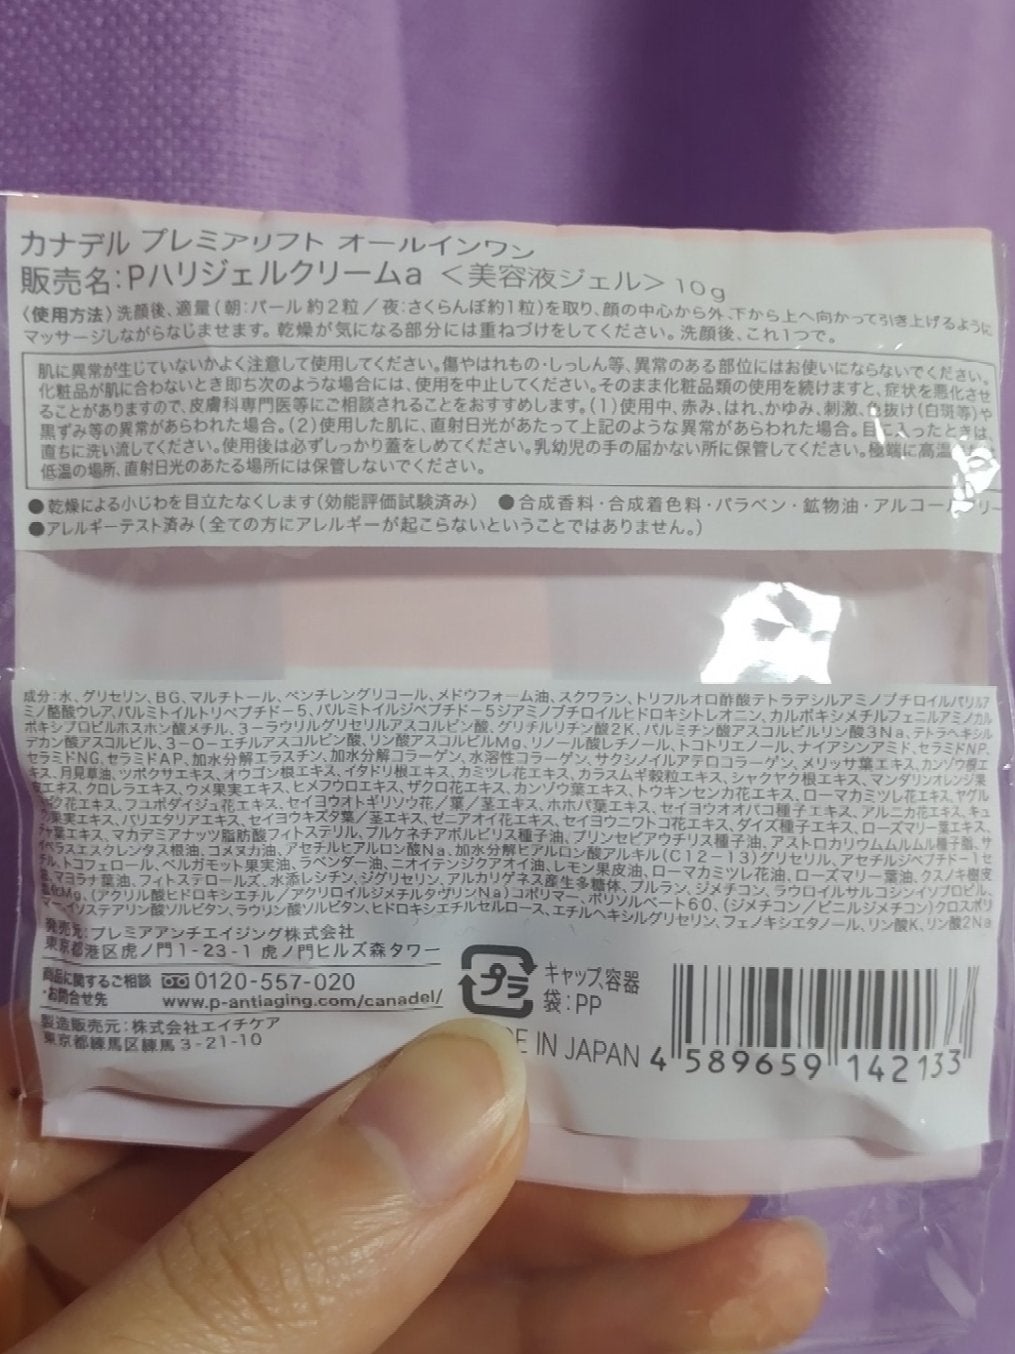 カナデル プレミアリフト オールインワン
販売名:Pハリジェルクリームa <美容液ジェル> 10g
〈使用方法〉洗顔後、適量(朝:パール約2粒/夜:さくらんぼ約1粒)を取り、顔の中心から外、下から上へ向かって引き上げるように
マッサージしながらなじませます。乾燥が気になる部分には重ねづけをしてください。洗顔後、これ1つで。
肌に異常が生じていないかよく注意して使用してください。傷やはれもの・しっしん等、異常のある部位にはお使いにならないでください。
化粧品が肌に合わないとき即ち次のような場合には、使用を中止してください。そのまま化粧品類の使用を続けますと、症状を悪化させ
ることがありますので、皮膚科専門医等にご相談されることをおすすめします。(1)使用中、赤み、はれ、かゆみ、刺激、色抜け(白斑等)や
黒ずみ等の異常があらわれた場合。(2)使用した肌に、直射日光があたって上記のような異常があらわれた場合。目に入ったときは、
直ちに洗い流してください。使用後は必ずしっかり蓋をしめてください。乳幼児の手の届かない所に保管してください。極端に高温
低温の場所、直射日光のあたる場所には保管しないでください。
●乾燥による小じわを目立たなくします(効能評価試験済み) ●合成香料・合成着色料・パラベン・鉱物油・アルコール
●アレルギーテスト済み(全ての方にアレルギーが起こらないということではありません。)
成分:水、グリセリン、BG、マルチトール、ペンチレングリコール、メドウフォーム油、スクワラン、トリフルオロ酢酸テトラデシルアミノブチロイルバリルア
ミノ酪酸ウレア、パルミトイルトリペプチド-5、パルミトイルジペプチド-5ジアミノブチロイルヒドロキシトレオニン、カルボキシメチルフェニルアミノカル
ボキシプロピルホスホン酸メチル、3-ラウリルグリセリルアスコルビン酸、グリチルリチン酸2K、パルミチン酸アスコルビルリン酸3Na、テトラヘキシル
デカン酸アスコルビル、3-O-エチルアスコルビン酸、リン酸アスコルビルMg、リノール酸レチノール、トコトリエノール、ナイアシンアミド、セラミドNP、
セラミドNG、セラミドAP、加水分解エラスチン、加水分解コラーゲン、水溶性コラーゲン、サクシノイルアテロコラーゲン、メリッサ葉エキス、カンゾウ根エ
キス、月見草油、ツボクサエキス、オウゴン根エキス、イタドリ根エキス、カミツレ花エキス、カラスムギ穀粒エキス、シャクヤク根エキス、マンダリンオレンジ果
皮エキス、クロレラエキス、ウメ果実エキス、ヒメフウロエキス、ザクロ花エキス、カンゾウ葉エキス、トウキンセンカ花エキス、ローマカミツレ花エキス、ヤグル
マギク花エキス、フユボダイジュ花エキス、セイヨウオトギリソウ花/葉/茎エキス、ホホバ葉エキス、セイヨウオオバコ種子エキス、アルニカ花エキス、キュ
ウリ果実エキス、パリエタリアエキス、セイヨウキズタ葉/茎エキス、ゼニアオイ花エキス、セイヨウニワトコ花エキス、ダイズ種子エキス、ローズマリー葉エキス、
チャ葉エキス、マカデミアナッツ脂肪酸フィトステリル、プルケネチアボルビリス種子油、プリンセピアウチリス種子油、アストロカリウムムルムル種子脂、サ
イペラスエスクレンタス根油、コメヌカ油、アセチルヒアルロン酸Na、加水分解ヒアルロン酸アルキル(C12-13)グリセリル、アセチルジペプチド-1セ
チル、トコフェロール、ベルガモット果実油、ラベンダー油、ニオイテンジクアオイ油、レモン果皮油、ローマカミツレ花油、ローズマリー葉油、クスノキ樹皮
油、マヨラナ葉油、フィトステロールズ、水添レシチン、ジグリセリン、アルカリゲネス産生多糖体、プルラン、ジメチコン、ラウロイルサルコシンイソプロピル、
塩化Mg、(アクリル酸ヒドロキシエチル/アクリロイルジメチルタウリンNa)コポリマー、ポリソルベート60、(ジメチコン/ビニルジメチコン)クロスポリ
マー、イソステアリン酸ソルビタン、ラウリン酸ソルビタン、ヒドロキシエチルセルロース、エチルヘキシルグリセリン、フェノキシエタノール、リン酸K、リン酸2Na
発売元:プレミアアンチエイジング株式会社
東京都港区虎ノ門1-23-1 虎ノ門ヒルズ森タワー
商品に関するご相談 0120-557-020
・お問合せ先 www.p-antiaging.com/canadel/
製造販売元:株式会社エイチケア
東京都練馬区練馬3-21-10
プラ
キャップ、容器
袋:PP
E IN JAPAN
4 589659 142133